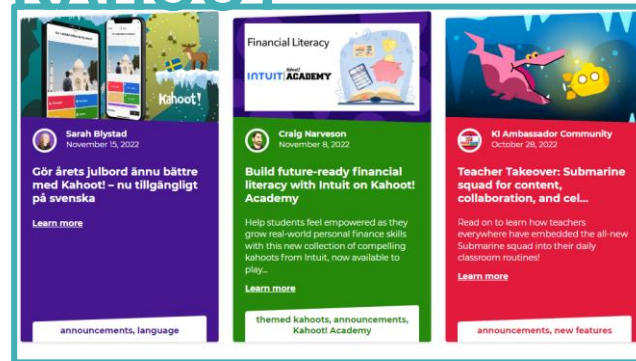 KAHOOT
Kahoot!
Sarah Blystad
November 15, 2022
Gör årets julbord ännu bättre
med Kahoot! – nu tillgängligt
på svenska
Learn more
announcements, language
Financial Literacy
INTUIT | Kahoot! ACADEMY
Craig Narveson
November 8, 2022
Build future-ready financial
literacy with Intuit on Kahoot!
Academy
Help students feel empowered as they
grow real-world personal finance skills
with this new collection of compelling
kahoots from Intuit, now available to
play...
Learn more
themed kahoots, announcements,
Kahoot! Academy
KI Ambassador Community
October 28, 2022
Teacher Takeover: Submarine
squad for content,
collaboration, and cel...
Read on to learn how teachers
everywhere have embedded the all-new
Submarine squad into their daily
classroom routines!
Learn more
announcements, new features